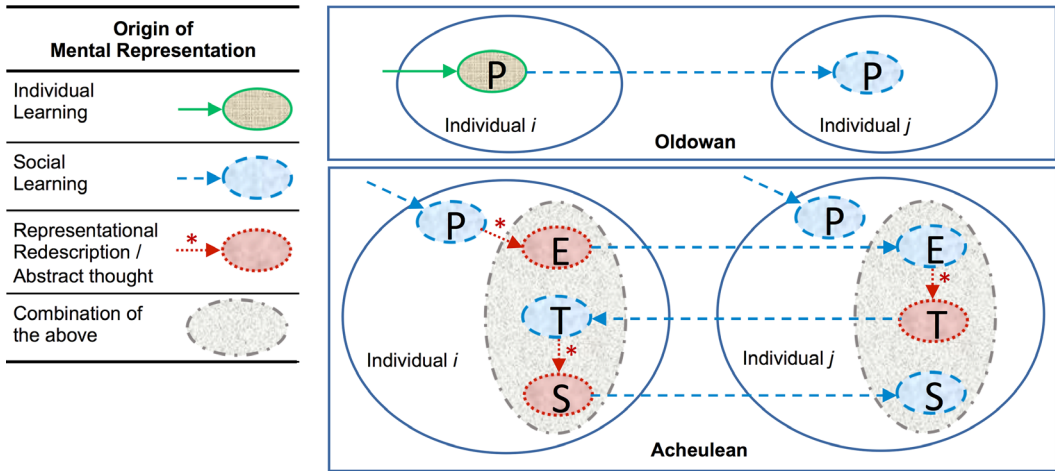 Origin of
Mental Representation
Individual
Learning
Social
Learning
*
Representational
Redescription /
Abstract thought
Combination of
the above
P
P
Individual i
Individual j
Oldowan
P
*
E
T
*
S
Individual i
P
E
*
T
S
Individual j
Acheulean